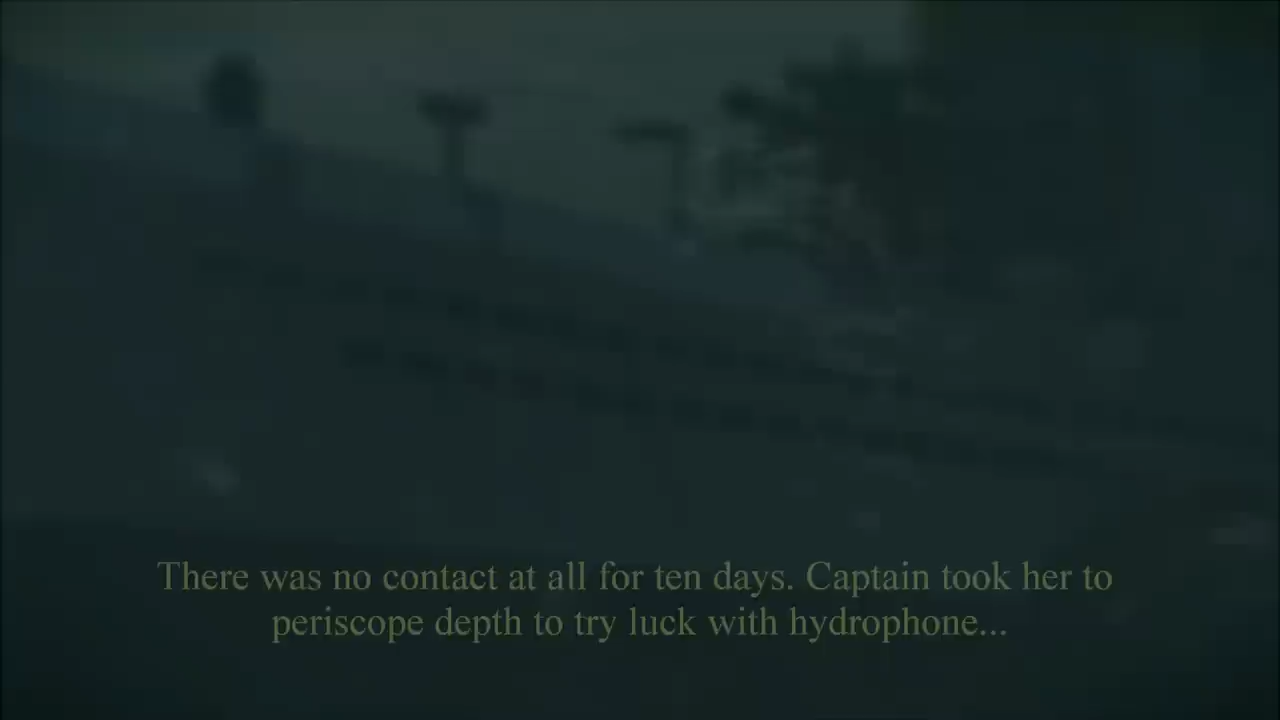 There was no contact at all for ten days. Captain took her to
periscope depth to try luck with hydrophone...